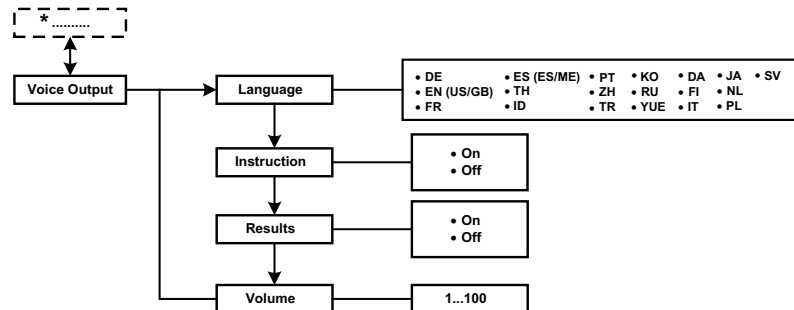 * ..........
Voice Output
Language
• DE • ES (ES/ME) • PT • KO • DA • JA • SV
• EN (US/GB) • TH • ZH • RU • FI • NL
• FR • ID • TR • YUE • IT • PL
Instruction
• On
• Off
Results
• On
• Off
Volume
1...100